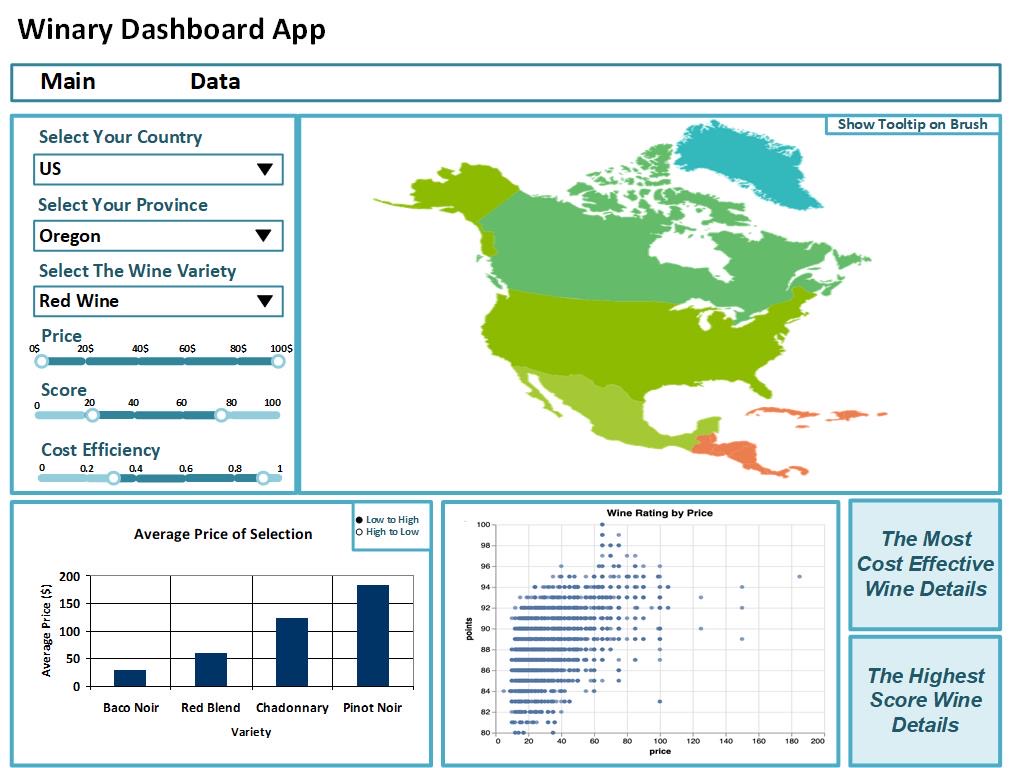 Winary Dashboard App
Main Data
Select Your Country
US
Select Your Province
Oregon
Select The Wine Variety
Red Wine
Price
0$ 20$ 40$ 60$ 80$ 100$
Score
0 20 40 60 80 100
Cost Efficiency
0 0.2 0.4 0.6 0.8 1
Show Tooltip on Brush
Low to High
High to Low
Average Price of Selection
Average Price ($)
200
150
100
50
0
Baco Noir Red Blend Chadonnary Pinot Noir
Variety
Wine Rating by Price
points
100
98
96
94
92
90
88
86
84
82
80
0 20 40 60 80 100 120 140 160 180 200
price
The Most
Cost Effective
Wine Details
The Highest
Score Wine
Details